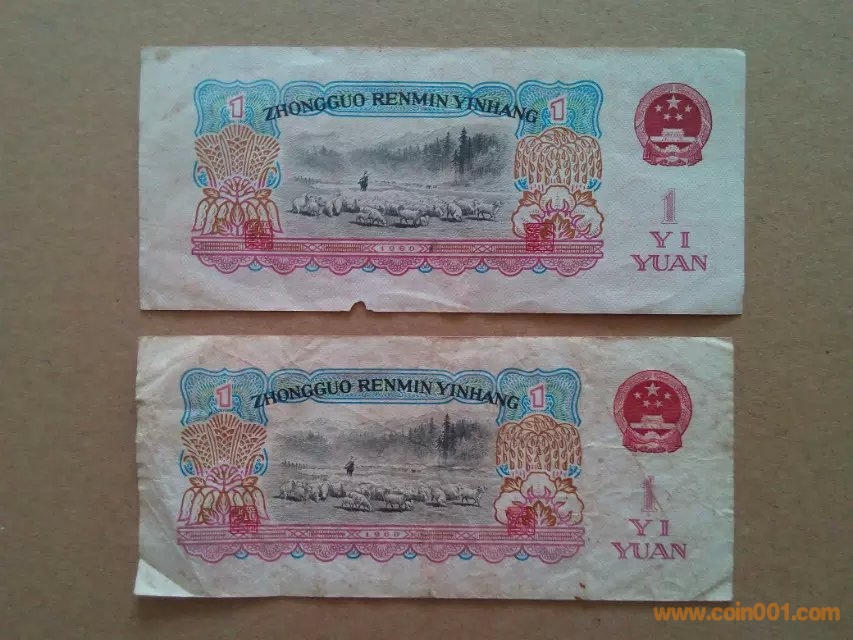 1 ZHONGGUO RENMIN YINHANG 1
1
YI
YUAN
1960
1 ZHONGGUO RENMIN YINHANG 1
1
YI
YUAN
1960
www.coin001.com